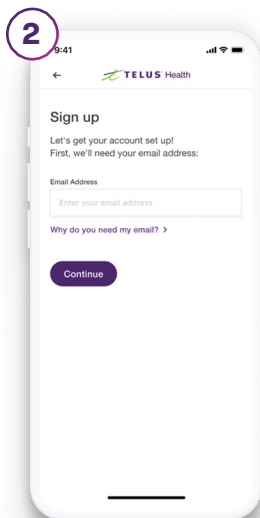 2
9:41
TELUS Health
Sign up
Let's get your account set up!
First, we'll need your email address:
Email Address
Enter your email address
Why do you need my email? >
Continue